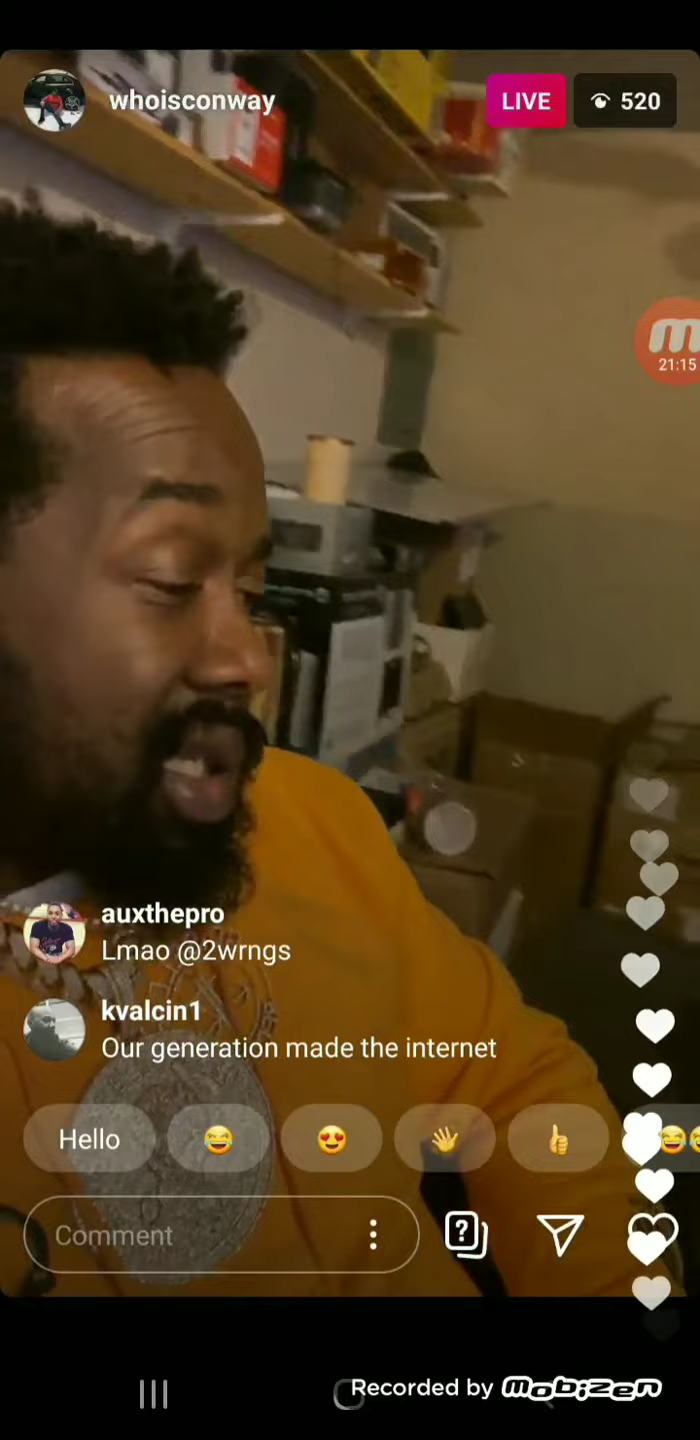 whoisconway
LIVE
520
m
21:15
auxthepro
Lmao @2wrngs
kvalcin1
Our generation made the internet
Hello
Comment
Recorded by mobizen